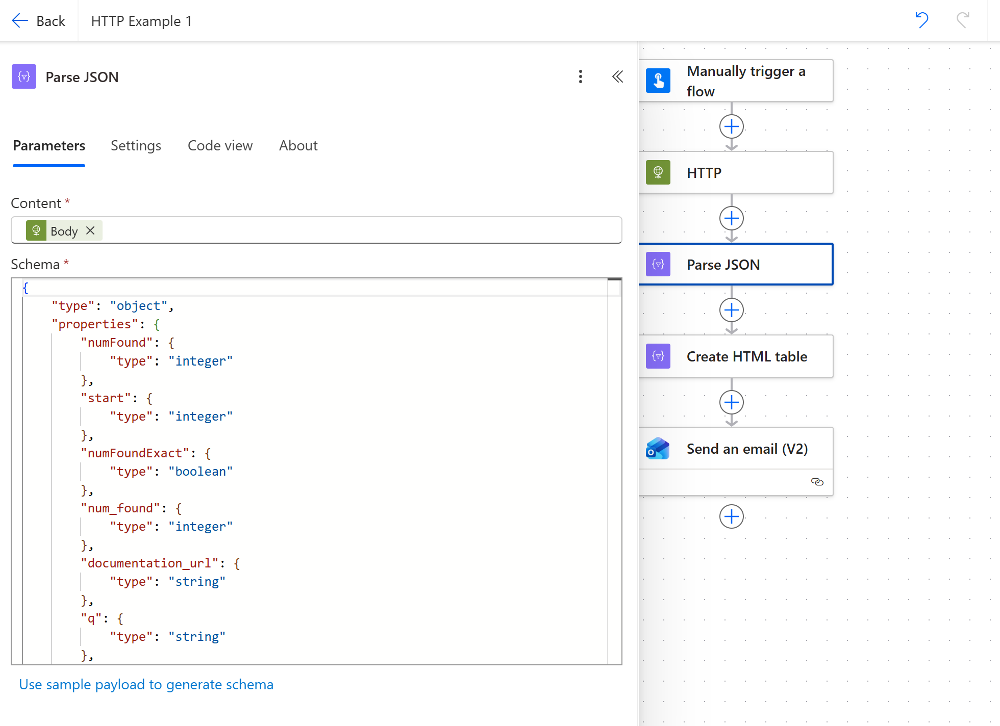 Back
HTTP Example 1
Parse JSON
Parameters
Settings
Code view
About
Content *
Body
Schema *
{
"type": "object",
"properties": {
"numFound": {
"type": "integer"
},
"start": {
"type": "integer"
},
"numFoundExact": {
"type": "boolean"
},
"num_found": {
"type": "integer"
},
"documentation_url": {
"type": "string"
},
"q": {
"type": "string"
},
Use sample payload to generate schema
Manually trigger a
flow
HTTP
Parse JSON
Create HTML table
Send an email (V2)